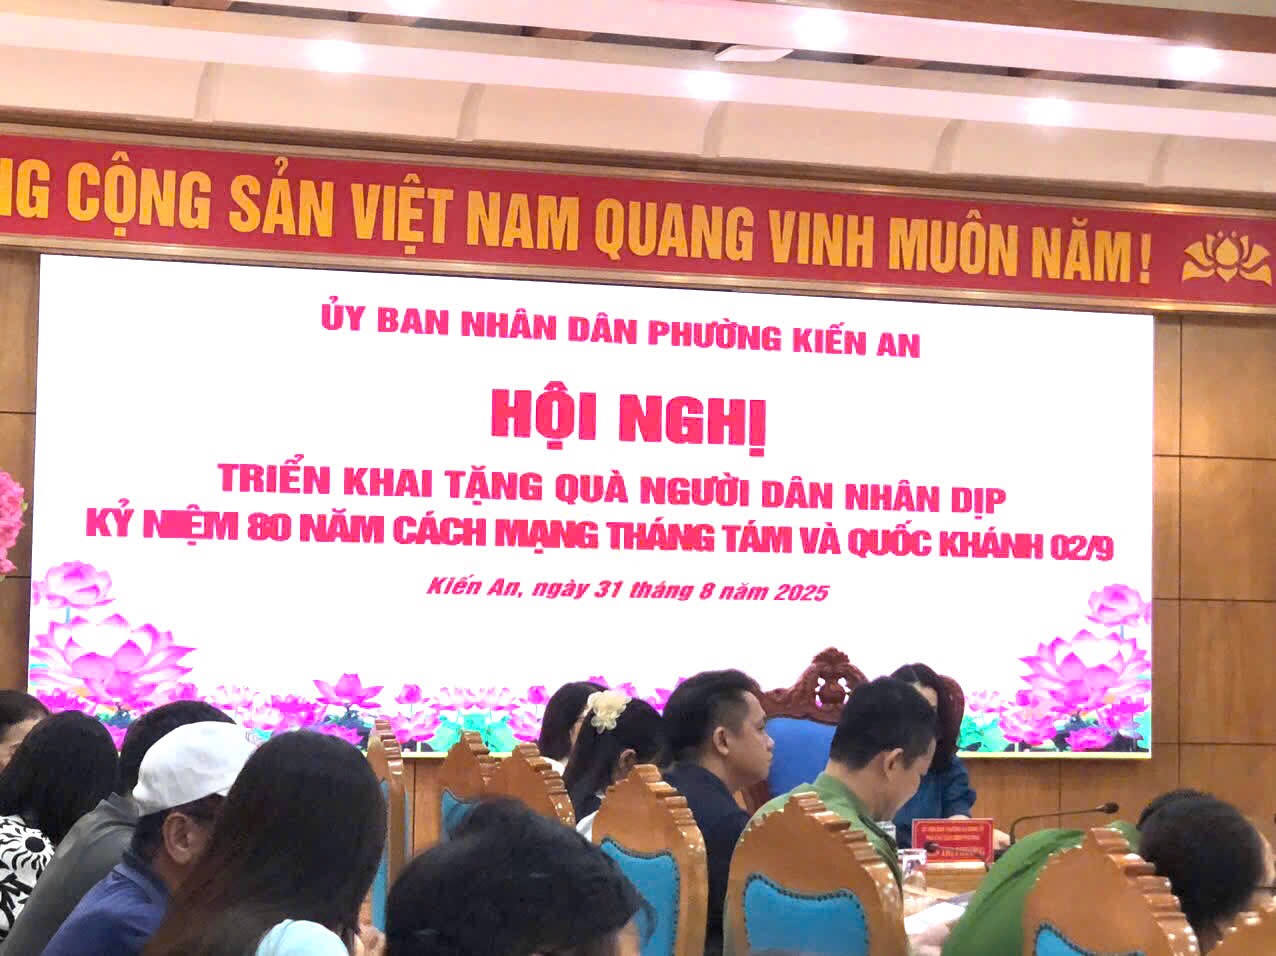 NG CỘNG SẢN VIỆT NAM QUANG VINH MUÔN NĂM!
ỦY BAN NHÂN DÂN PHƯỜNG KIẾN AN
HỘI NGHỊ
TRIỂN KHAI TẶNG QUÀ NGƯỜI DÂN NHÂN DỊP
KỶ NIỆM 80 NĂM CÁCH MẠNG THÁNG TÁM VÀ QUỐC KHÁNH 02/9
Kiến An, ngày 31 tháng 8 năm 2025